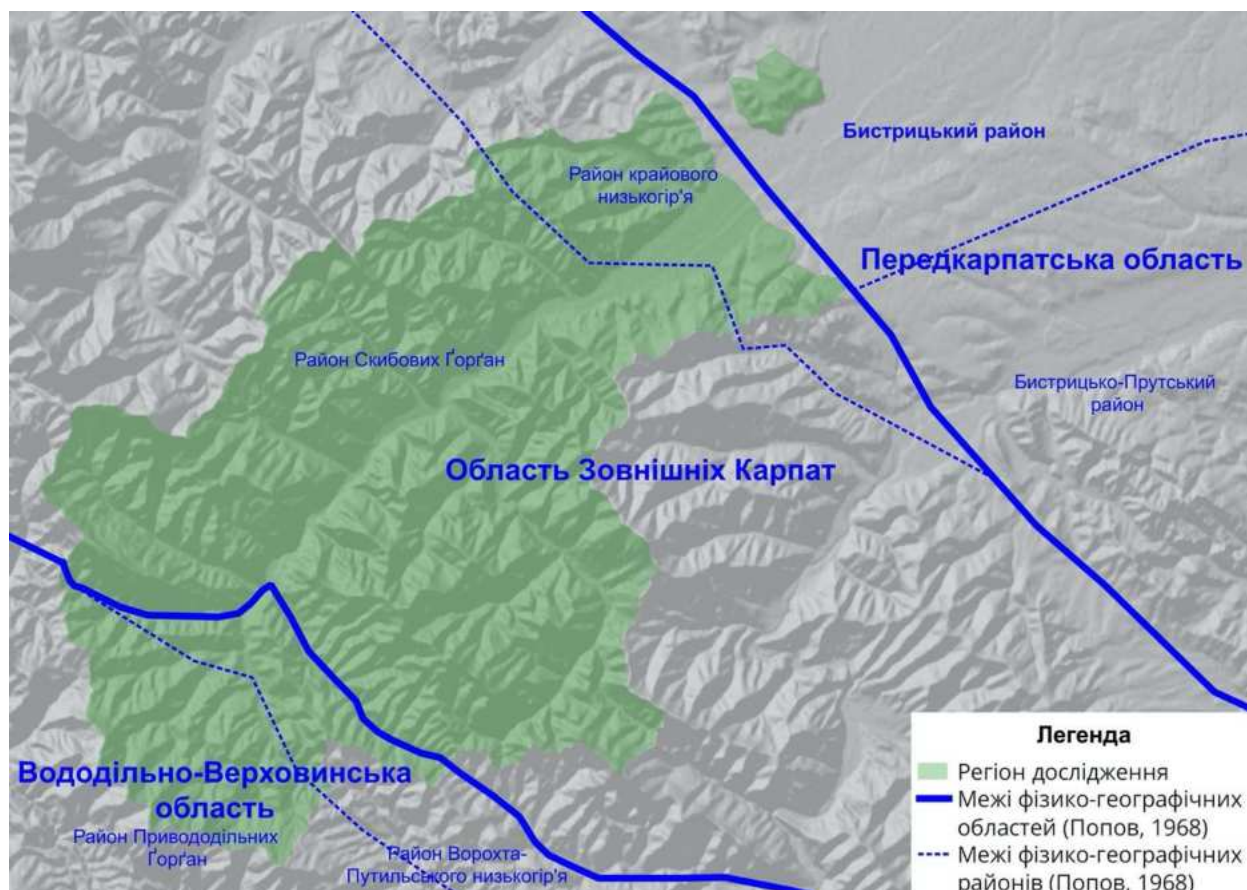 Бистрицький район
Район крайового
низькогір'я
Передкарпатська область
Район Скибових Ґорґан
Бистрицько-Прутський
район
Область Зовнішніх Карпат
Вододільно-Верховинська
область
Район Привододільних
Ґорґан
Район Ворохта-
Путильського низькогір'я
Легенда
Регіон дослідження
Межі фізико-географічних
областей (Попов, 1968)
Межі фізико-географічних
районів (Попов, 1968)